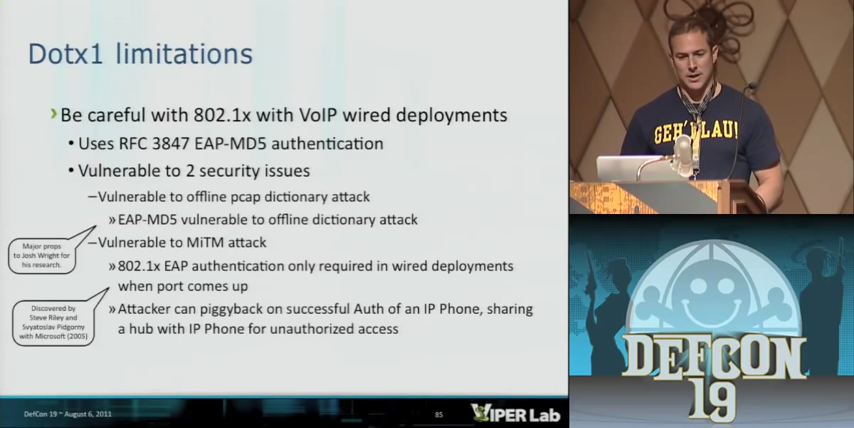 Dotx1 limitations
Be careful with 802.1x with VoIP wired deployments
• Uses RFC 3847 EAP-MD5 authentication
• Vulnerable to 2 security issues
–Vulnerable to offline pcap dictionary attack
»EAP-MD5 vulnerable to offline dictionary attack
Major props
to Josh Wright for
his research.
–Vulnerable to MiTM attack
»802.1x EAP authentication only required in wired deployments
when port comes up
Discovered by
Steve Riley and
Svyatoslav Pidgorny
with Microsoft (2005)
»Attacker can piggyback on successful Auth of an IP Phone, sharing
a hub with IP Phone for unauthorized access
DefCon 19 ~ August 6, 2011
85
VIPER Lab
GEH'BLAU!
DEFCON
19